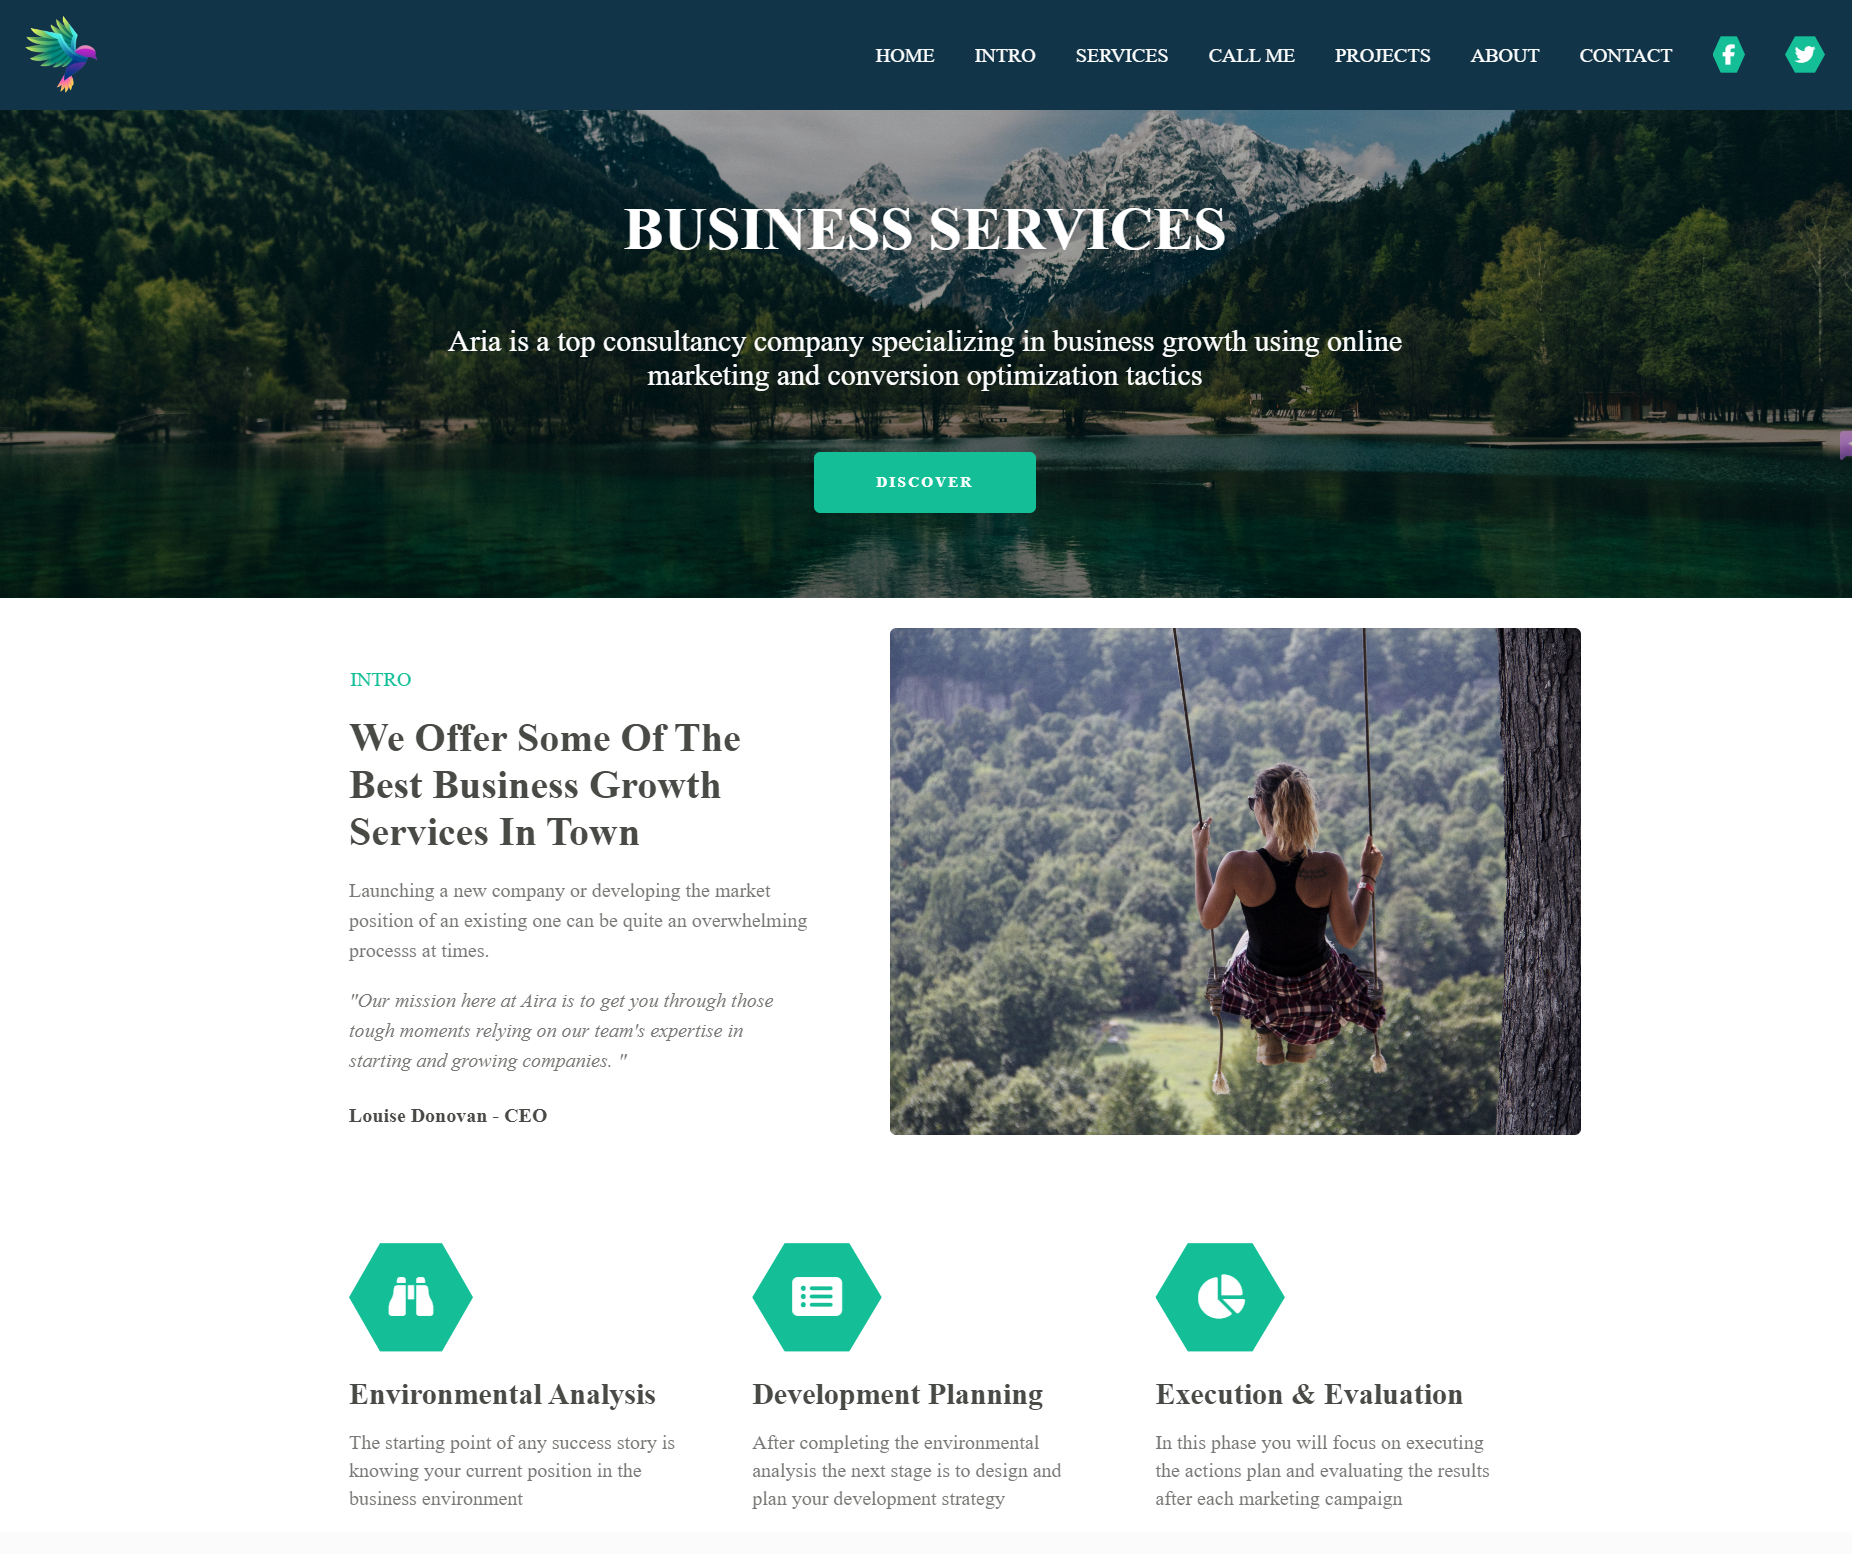 HOME INTRO SERVICES CALL ME PROJECTS ABOUT CONTACT
BUSINESS SERVICES
Aria is a top consultancy company specializing in business growth using online
marketing and conversion optimization tactics
DISCOVER
INTRO
We Offer Some Of The
Best Business Growth
Services In Town
Launching a new company or developing the market
position of an existing one can be quite an overwhelming
processs at times.
"Our mission here at Aira is to get you through those
tough moments relying on our team's expertise in
starting and growing companies. "
Louise Donovan - CEO
Environmental Analysis
The starting point of any success story is
knowing your current position in the
business environment
Development Planning
After completing the environmental
analysis the next stage is to design and
plan your development strategy
Execution & Evaluation
In this phase you will focus on executing
the actions plan and evaluating the results
after each marketing campaign